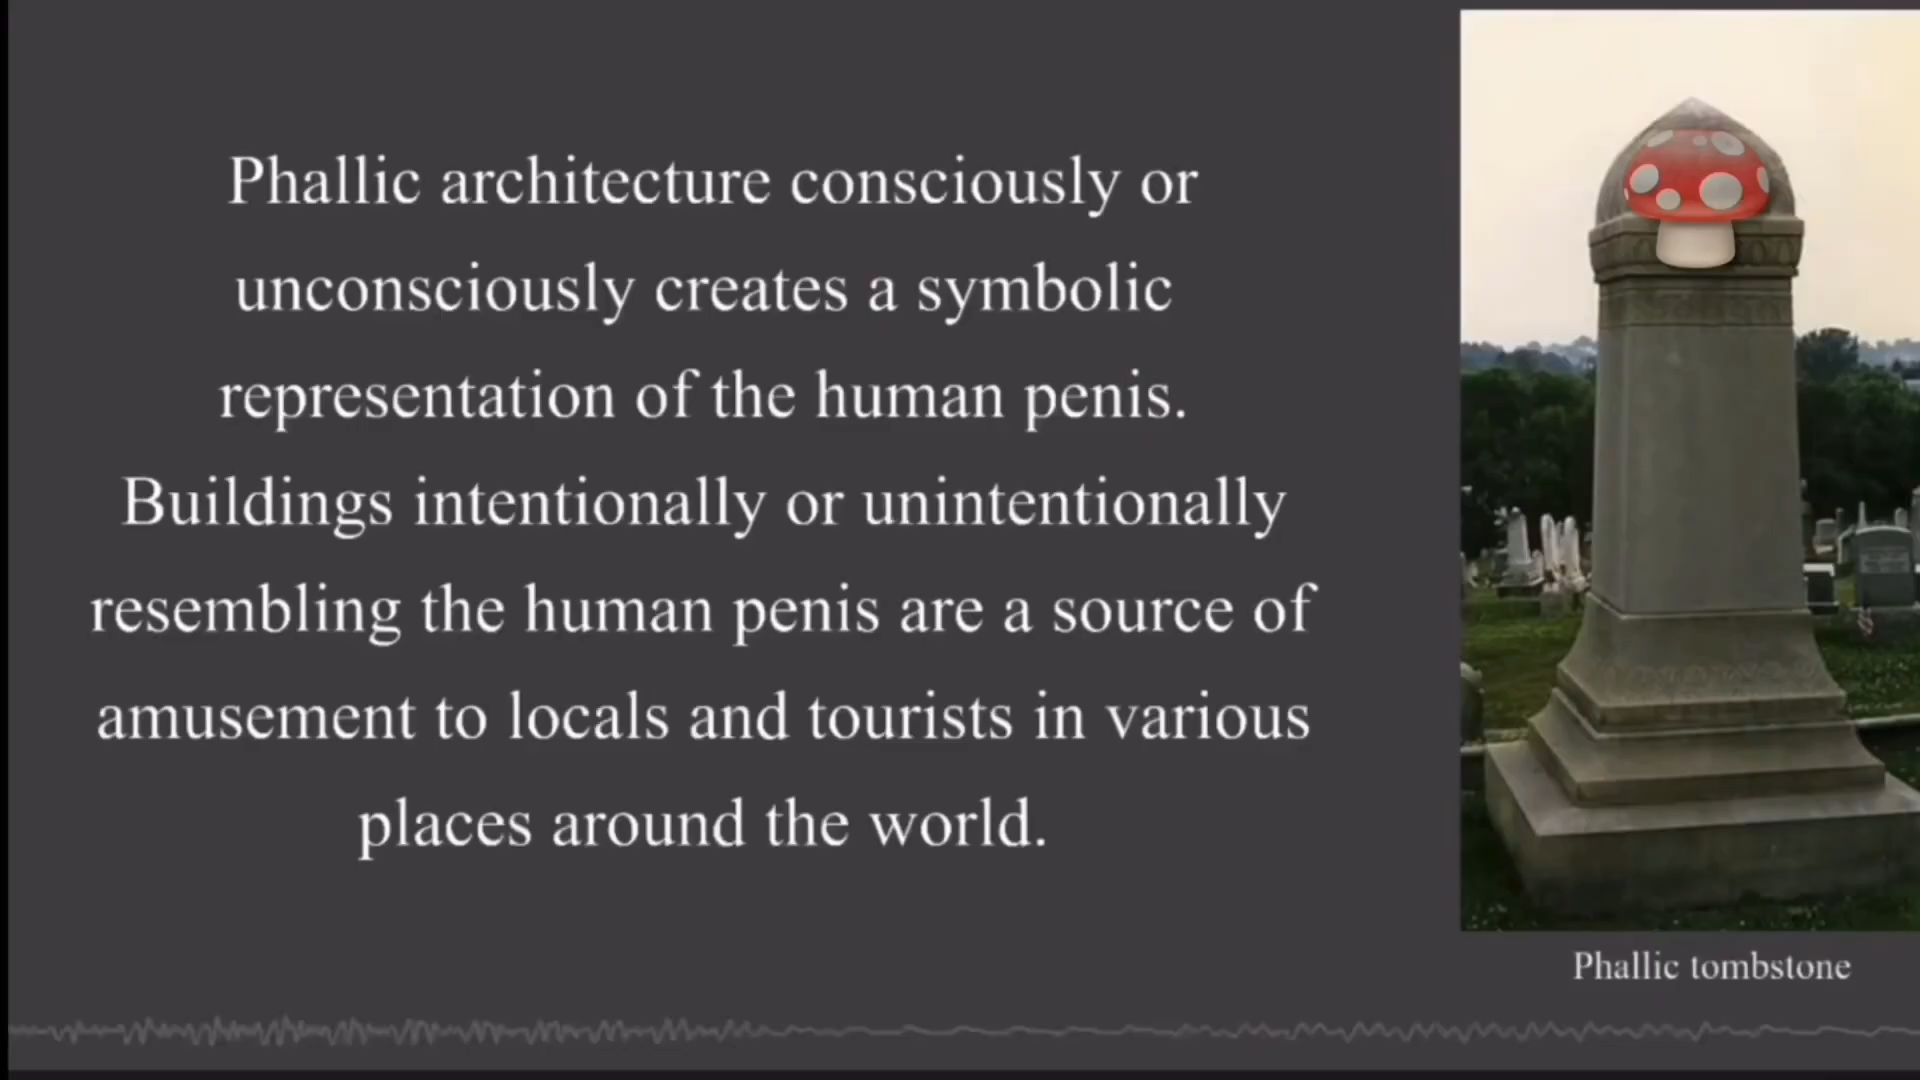 Phallic architecture consciously or
unconsciously creates a symbolic
representation of the human penis.
Buildings intentionally or unintentionally
resembling the human penis are a source of
amusement to locals and tourists in various
places around the world.
Phallic tombstone